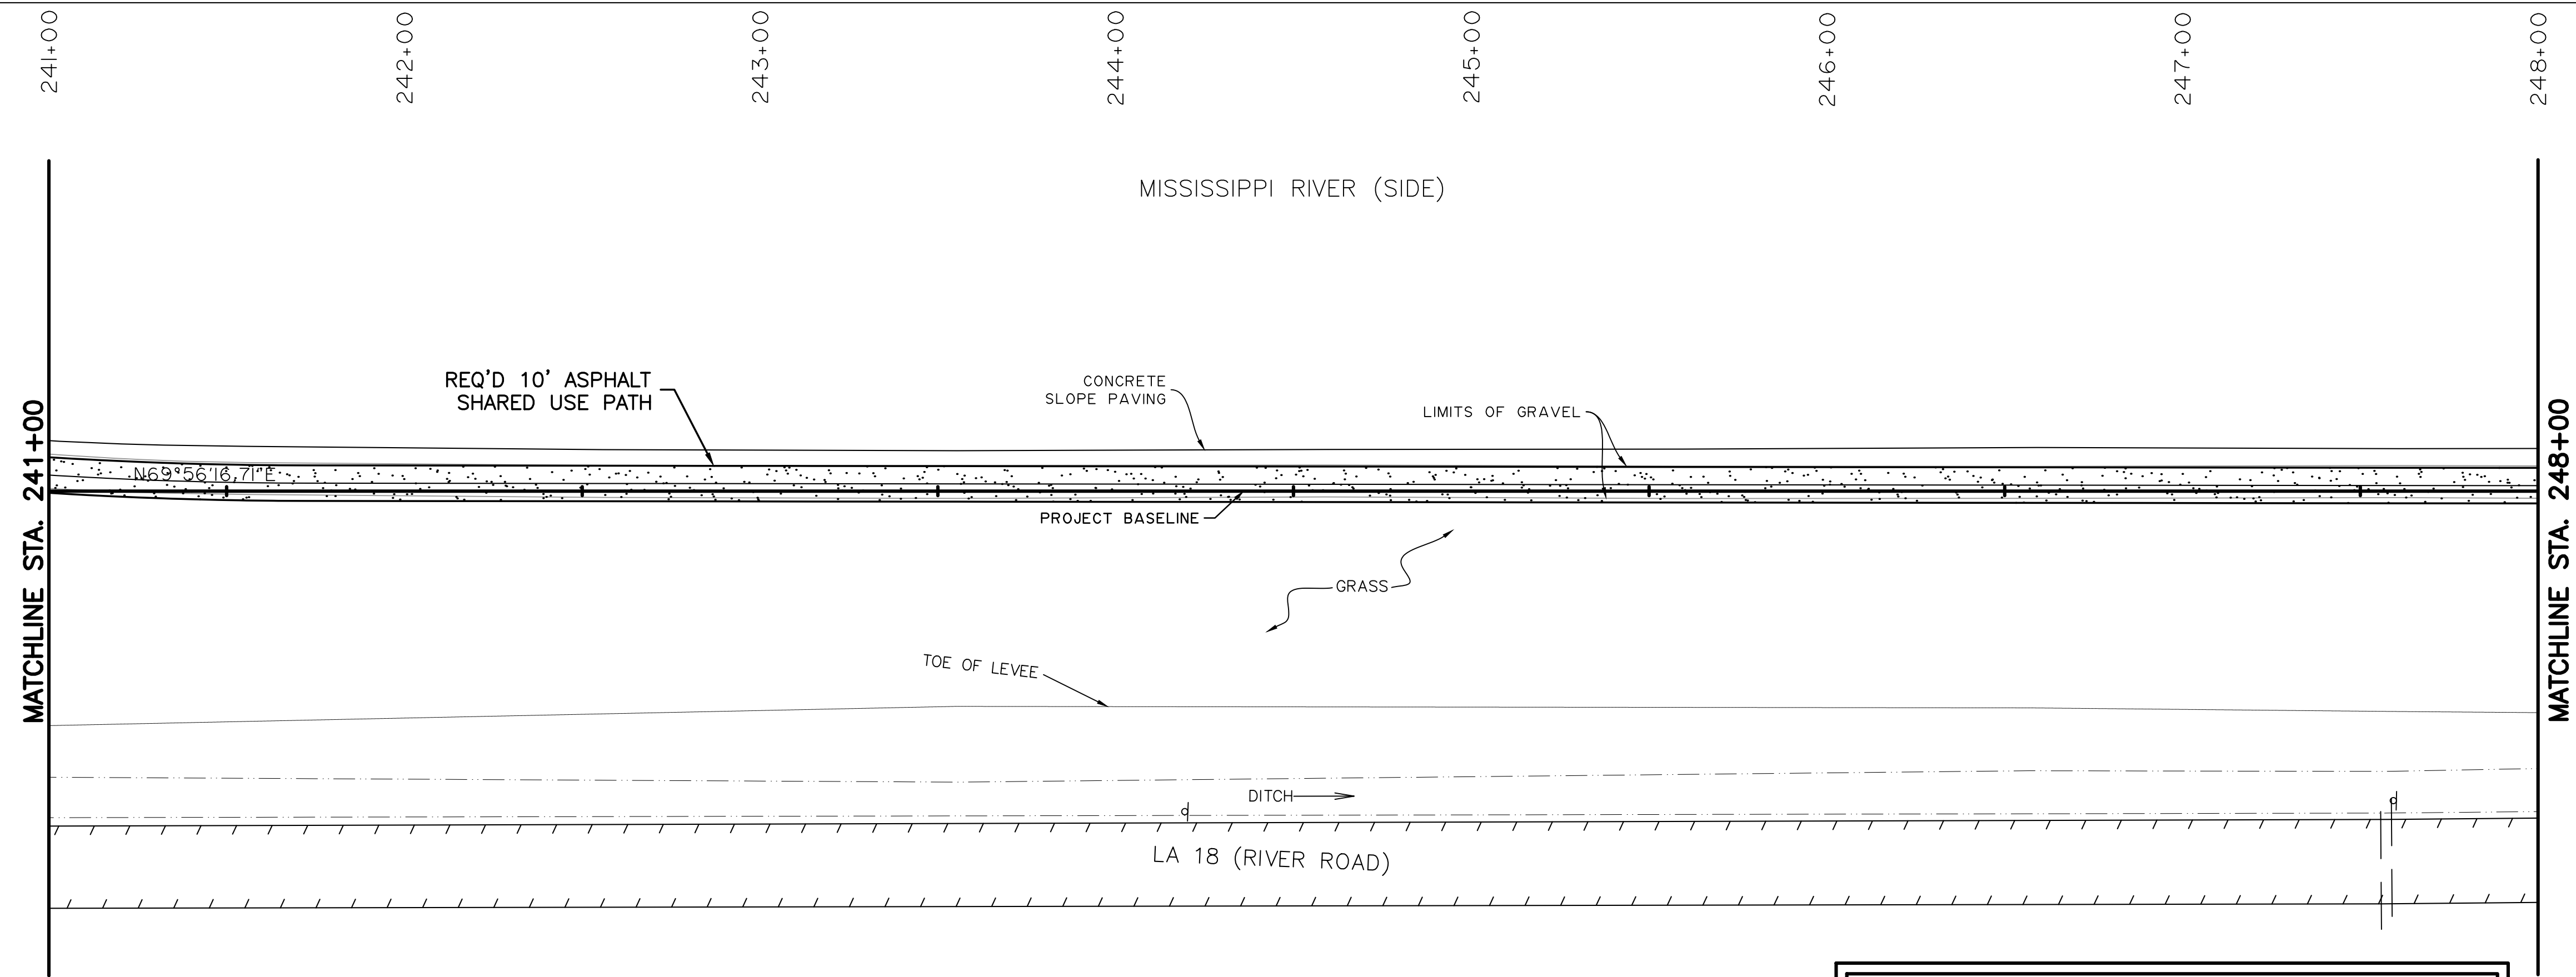 241+00
242+00
243+00
244+00
245+00
246+00
247+00
248+00
MISSISSIPPI RIVER (SIDE)
REQ'D 10' ASPHALT
SHARED USE PATH
CONCRETE
SLOPE PAVING
LIMITS OF GRAVEL
MATCHLINE STA. 241+00
MATCHLINE STA. 248+00
N69°56'16.71"E
PROJECT BASELINE
GRASS
TOE OF LEVEE
DITCH
LA 18 (RIVER ROAD)